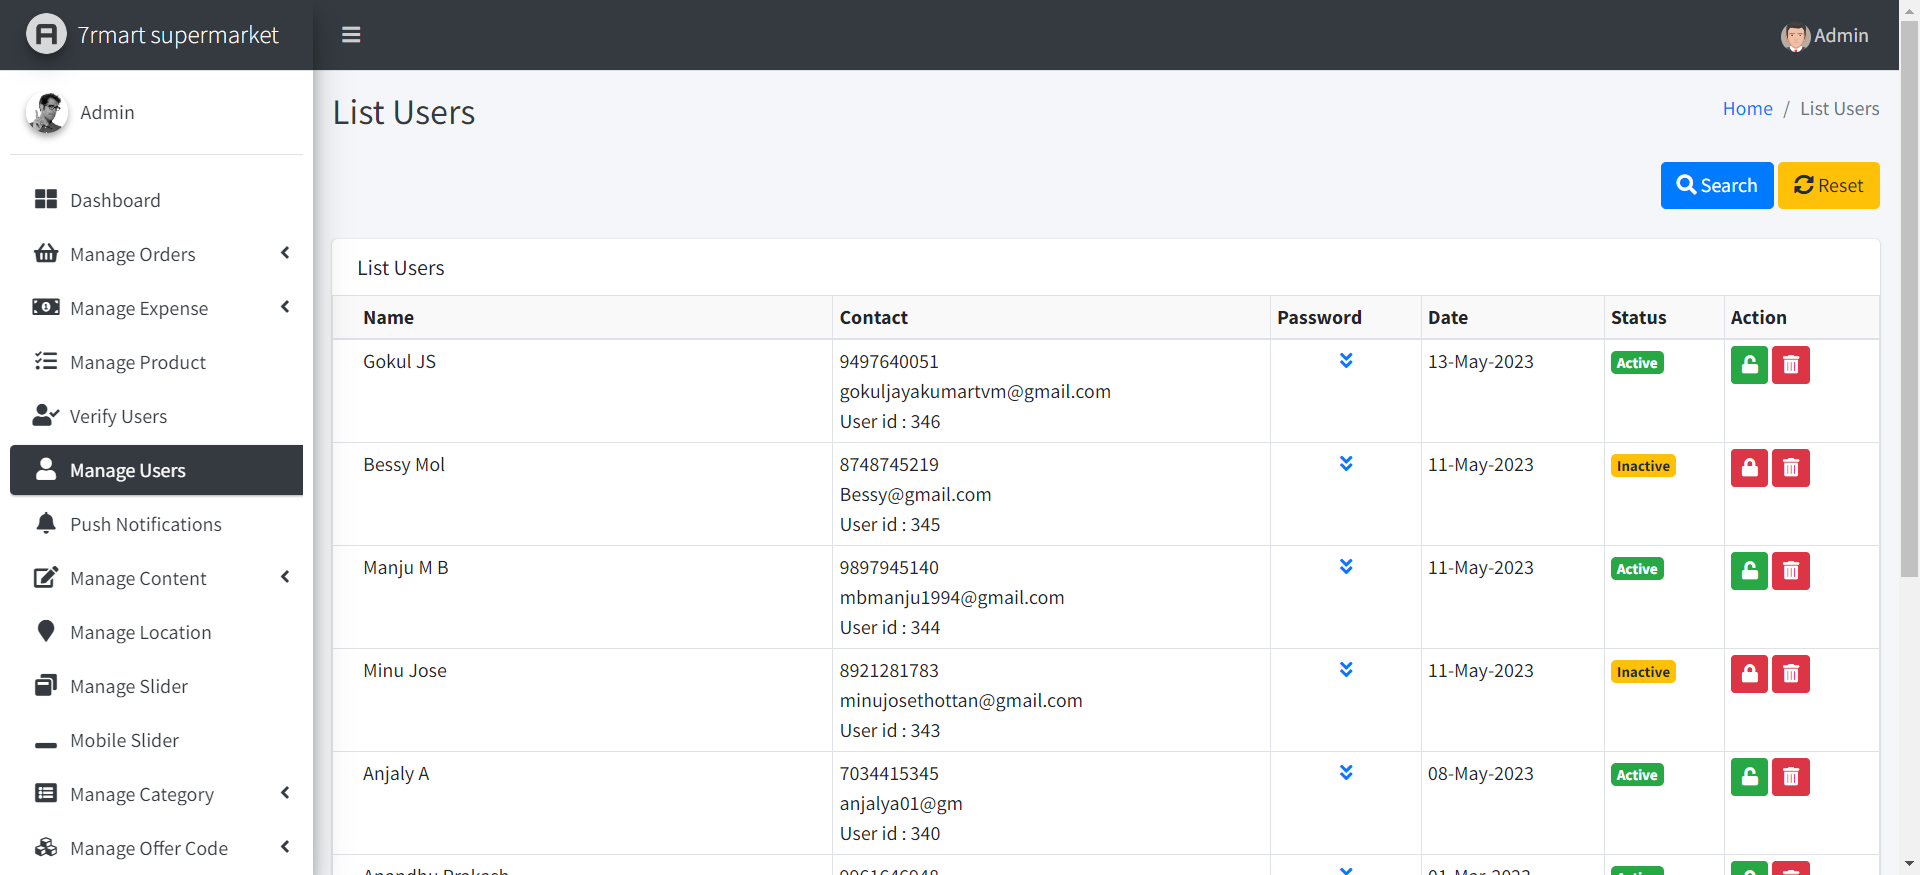 7rmart supermarket
Admin
Admin
Dashboard
Manage Orders
Manage Expense
Manage Product
Verify Users
Manage Users
Push Notifications
Manage Content
Manage Location
Manage Slider
Mobile Slider
Manage Category
Manage Offer Code
List Users
Home / List Users
Search
Reset
List Users
Name Contact Password Date Status Action
Gokul JS 9497640051 13-May-2023 Active
gokuljayakumartvm@gmail.com
User id : 346
Bessy Mol 8748745219 11-May-2023 Inactive
Bessy@gmail.com
User id : 345
Manju M B 9897945140 11-May-2023 Active
mbmanju1994@gmail.com
User id : 344
Minu Jose 8921281783 11-May-2023 Inactive
minujosethottan@gmail.com
User id : 343
Anjaly A 7034415345 08-May-2023 Active
anjalya01@gm
User id : 340